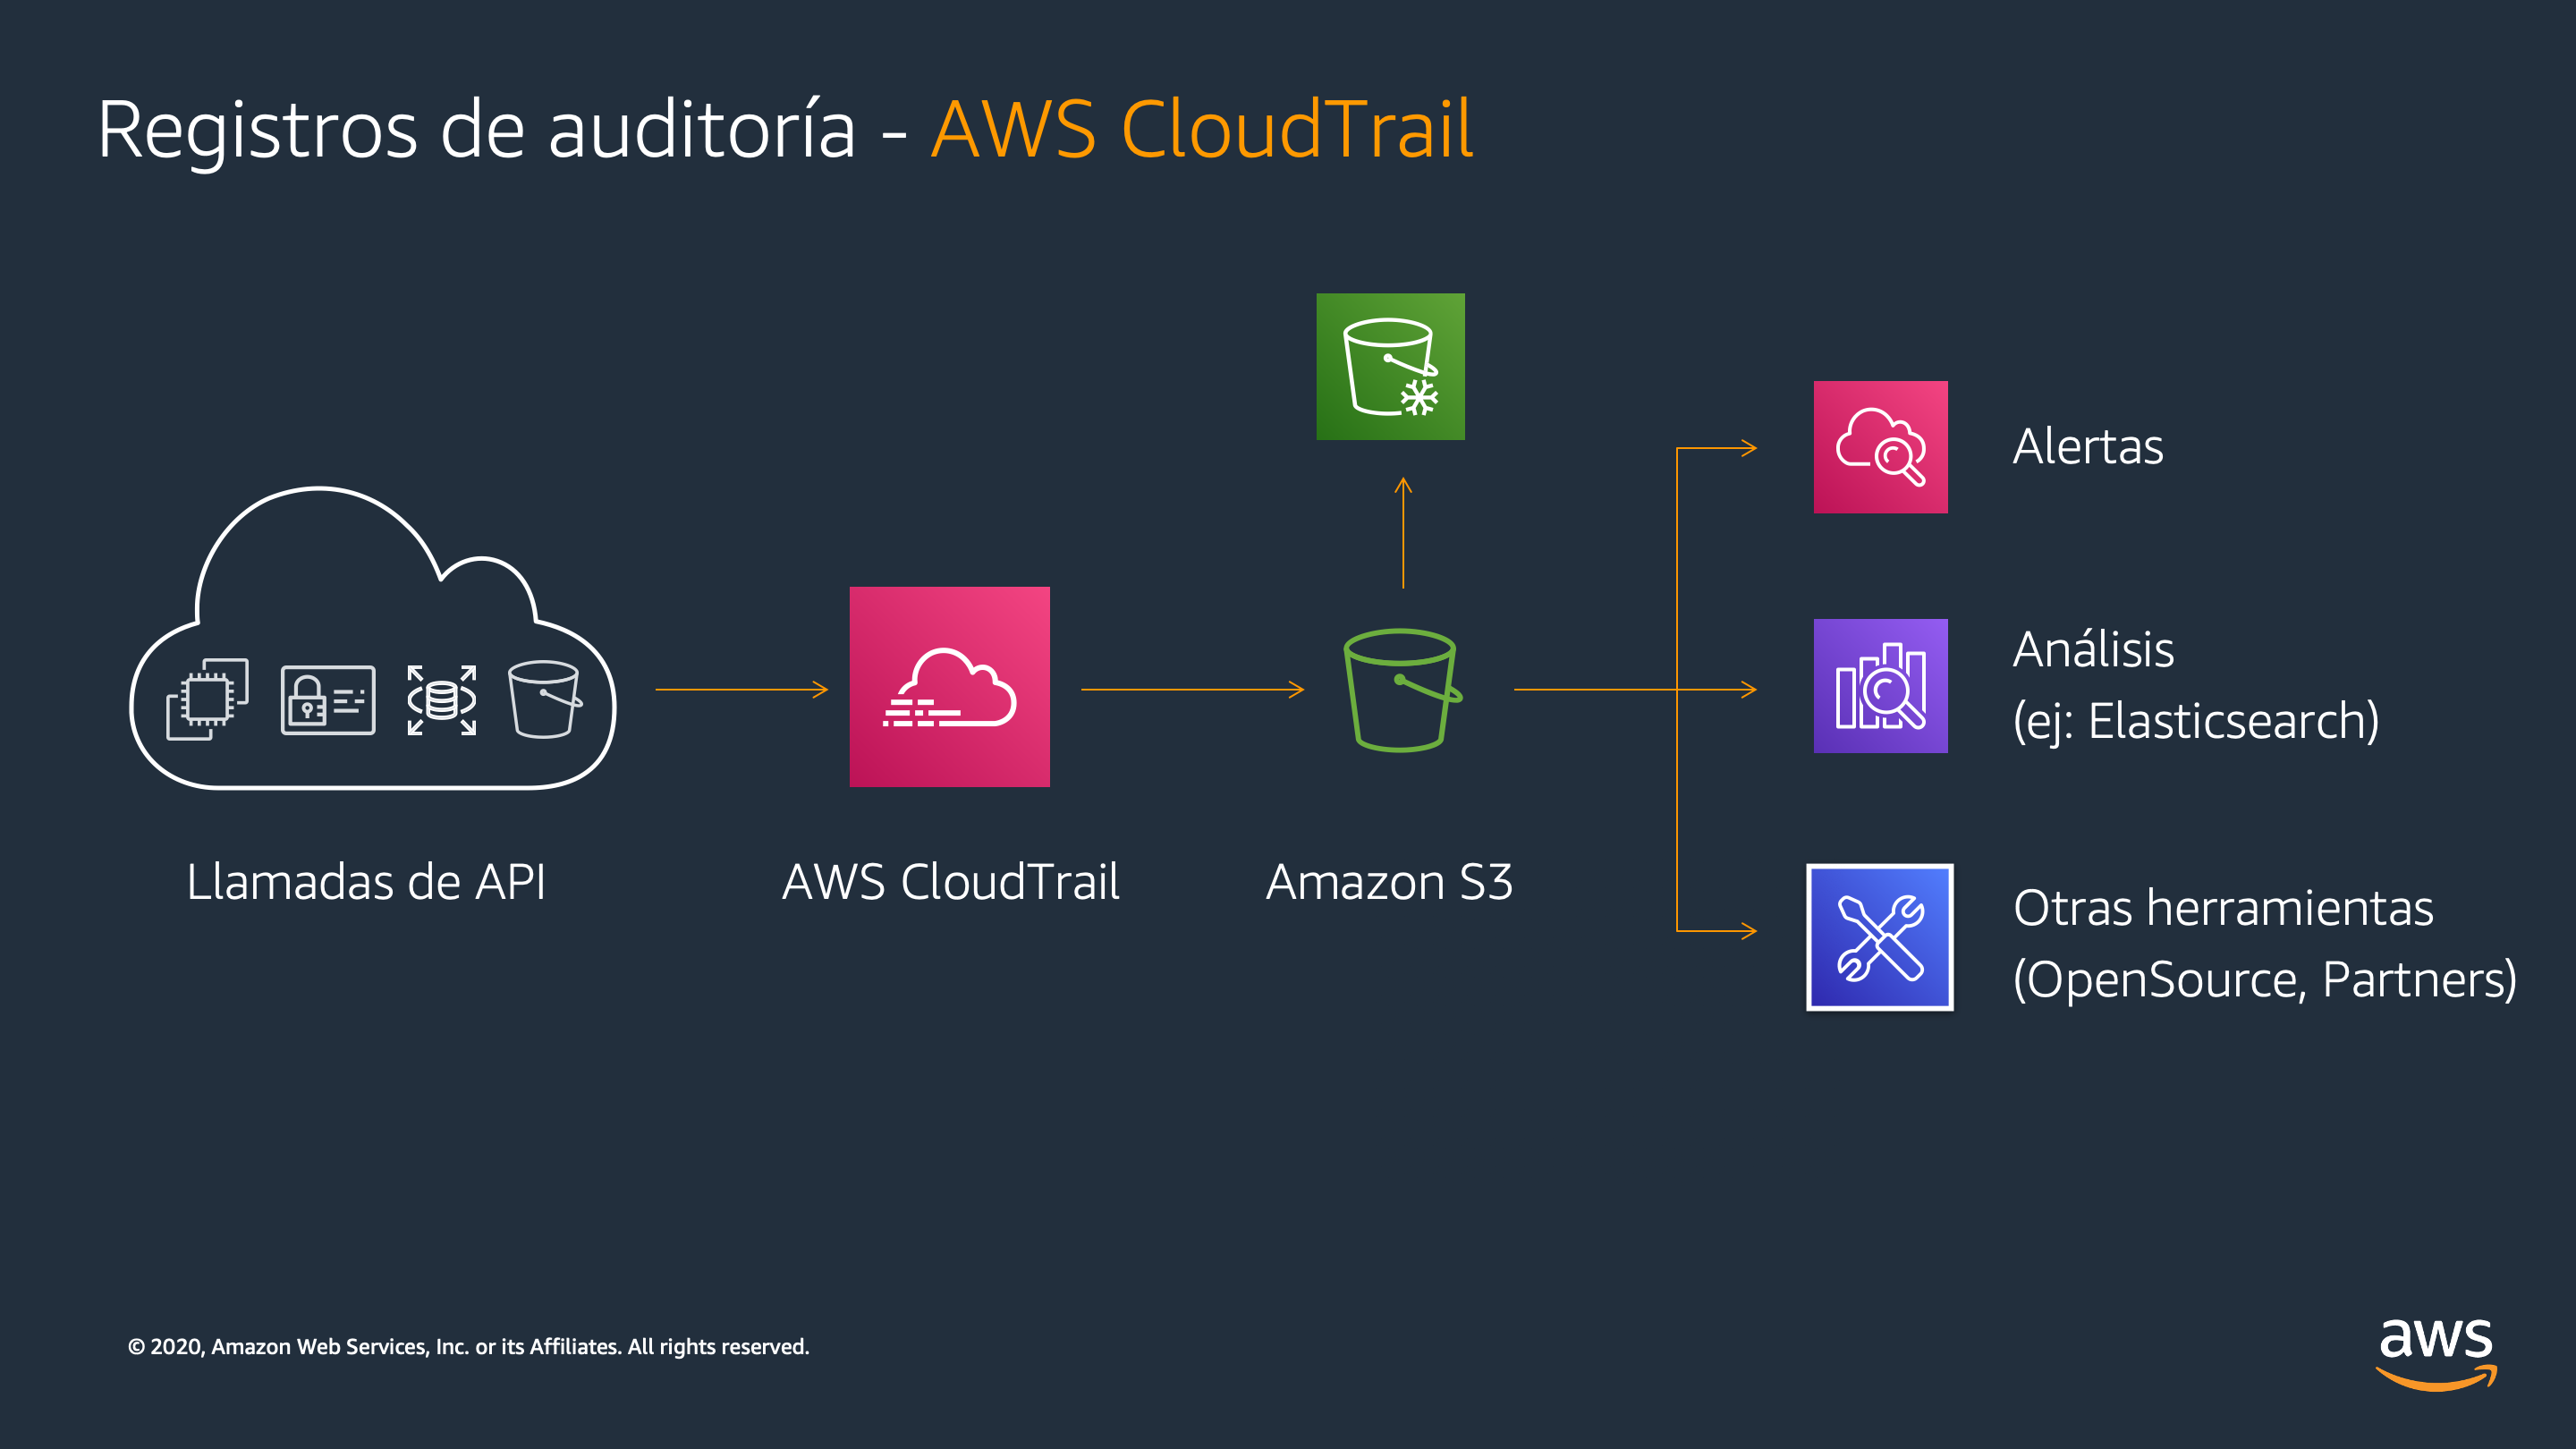 Registros de auditoría - AWS CloudTrail
Llamadas de API
AWS CloudTrail
Amazon S3
Alertas
Análisis
(ej: Elasticsearch)
Otras herramientas
(OpenSource, Partners)
© 2020, Amazon Web Services, Inc. or its Affiliates. All rights reserved.
aws